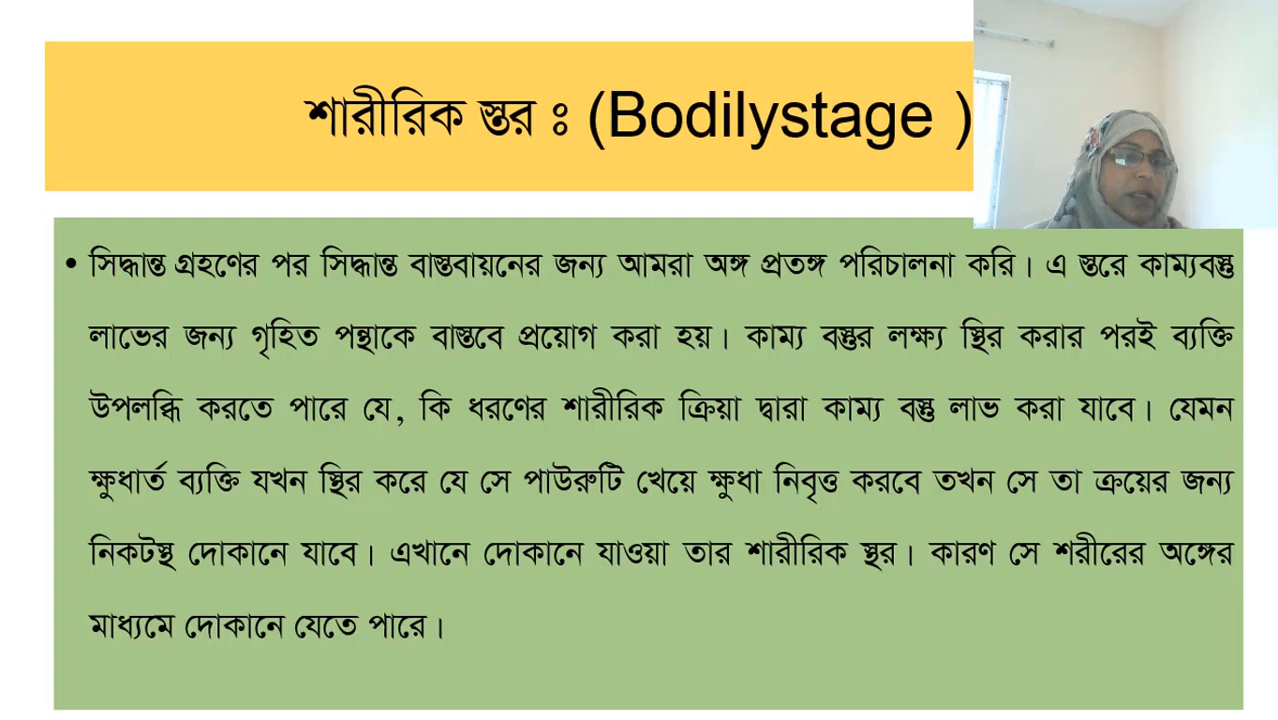 শারীরিক স্তর ঃ (Bodilystage )
• সিদ্ধান্ত গ্রহণের পর সিদ্ধান্ত বাস্তবায়নের জন্য আমরা অঙ্গ প্রতঙ্গ পরিচালনা করি। এ স্তরে কাম্যবস্তু
লাভের জন্য গৃহিত পন্থাকে বাস্তবে প্রয়োগ করা হয়। কাম্য বস্তুর লক্ষ্য স্থির করার পরই ব্যক্তি
উপলব্ধি করতে পারে যে, কি ধরণের শারীরিক ক্রিয়া দ্বারা কাম্য বস্তু লাভ করা যাবে। যেমন
ক্ষুধার্ত ব্যক্তি যখন স্থির করে যে সে পাউরুটি খেয়ে ক্ষুধা নিবৃত্ত করবে তখন সে তা ক্রয়ের জন্য
নিকটস্থ দোকানে যাবে। এখানে দোকানে যাওয়া তার শারীরিক স্থর। কারণ সে শরীরের অঙ্গের
মাধ্যমে দোকানে যেতে পারে।